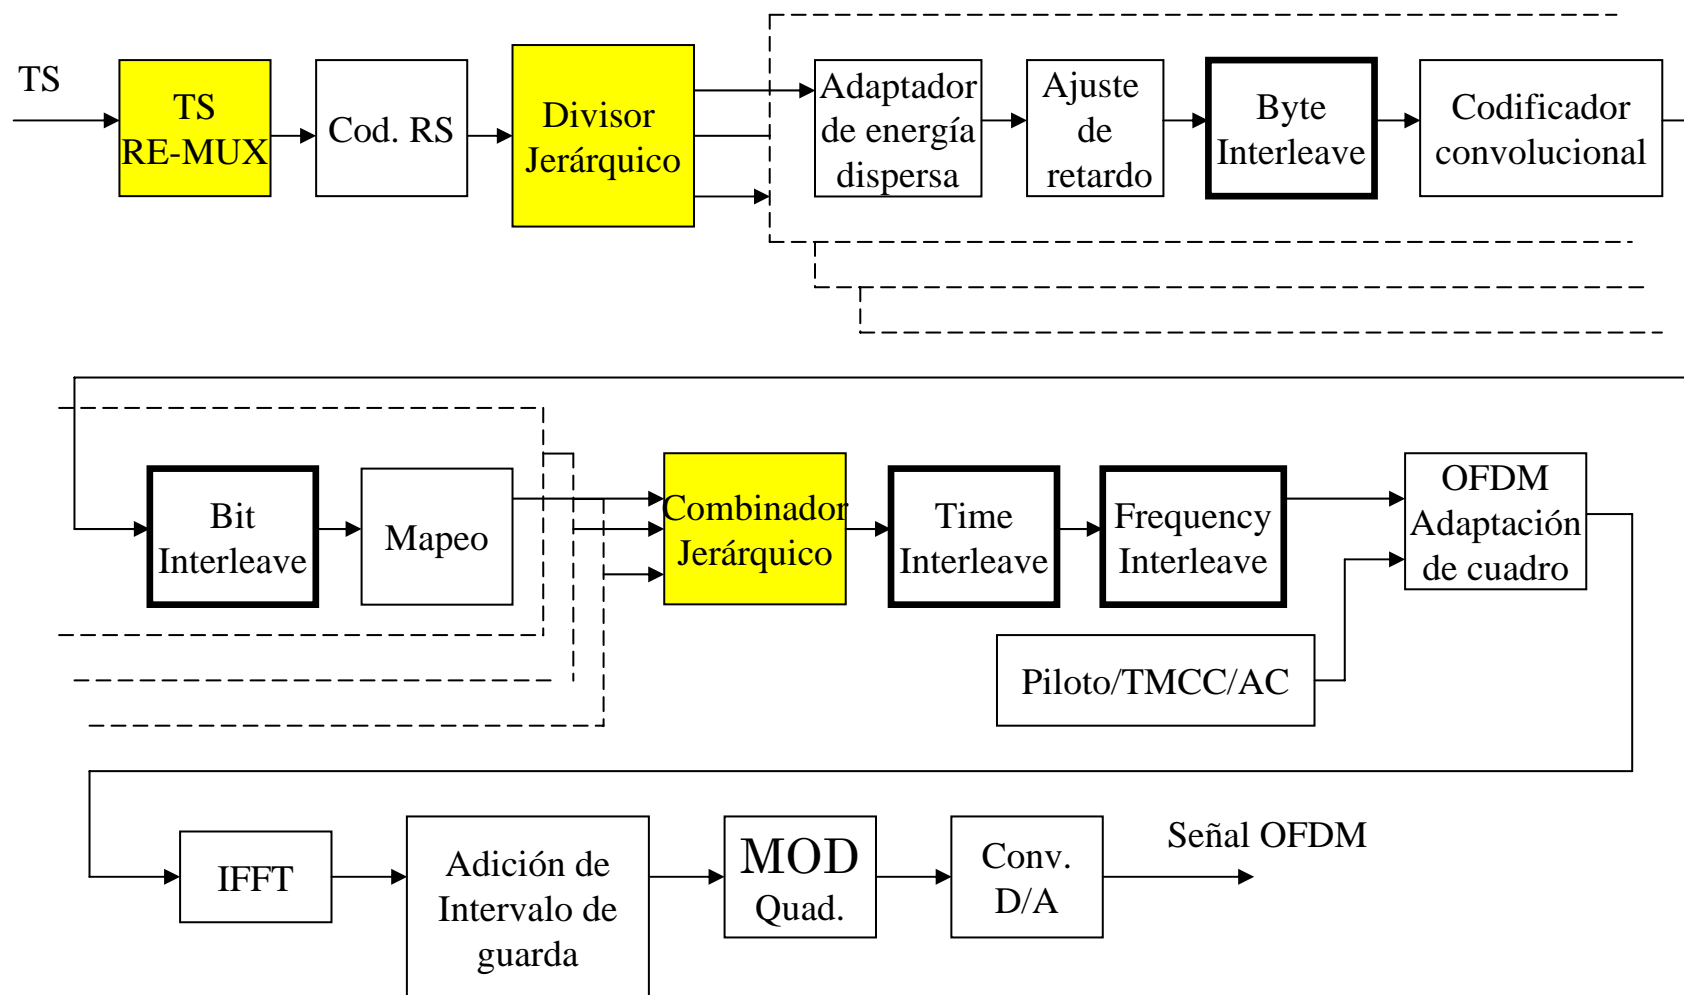 TS
TS
RE-MUX
Cod. RS
Divisor
Jerárquico
Adaptador
de energía
dispersa
Ajuste
de
retardo
Byte
Interleave
Codificador
convolucional
Bit
Interleave
Mapeo
Combinador
Jerárquico
Time
Interleave
Frequency
Interleave
OFDM
Adaptación
de cuadro
Piloto/TMCC/AC
IFFT
Adición de
Intervalo de
guarda
MOD
Quad.
Conv.
D/A
Señal OFDM